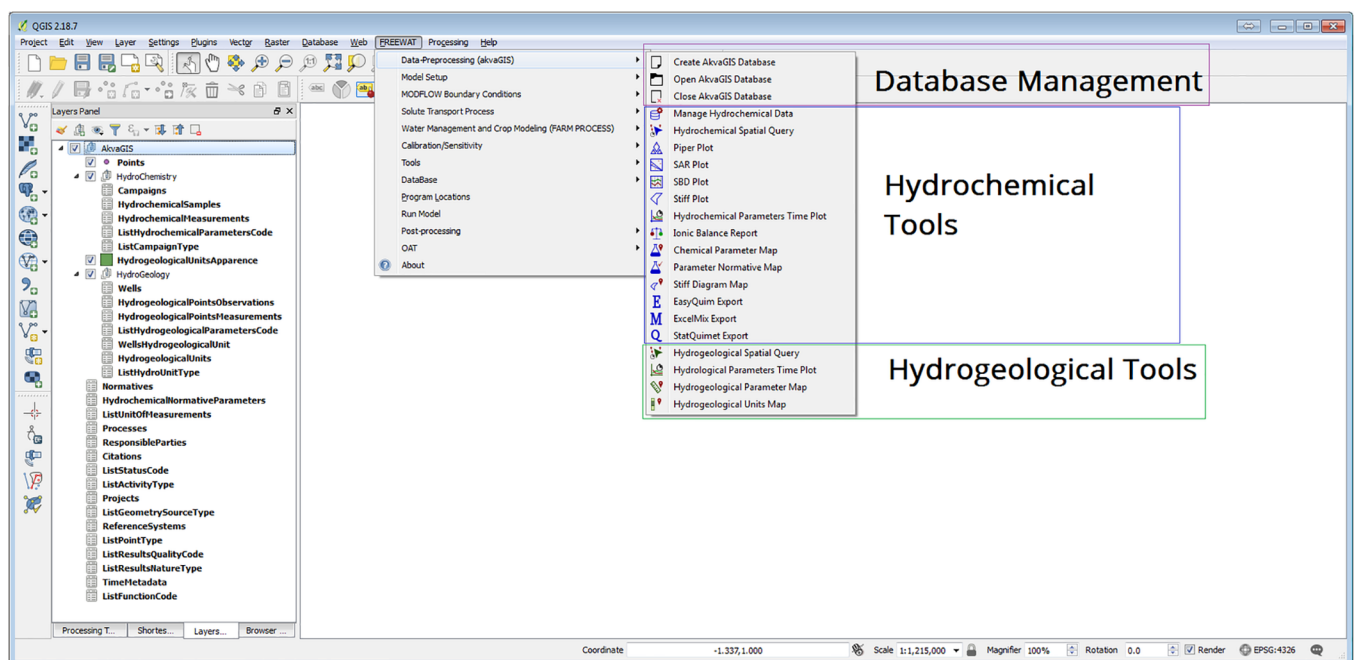 QGIS 2.18.7
Project Edit View Layer Settings Plugins Vector Raster Database Web FREEWAT Processing Help
Data-Preprocessing (akvaGIS)
Model Setup
MODFLOW Boundary Conditions
Solute Transport Process
Water Management and Crop Modeling (FARM PROCESS)
Calibration/Sensitivity
Tools
DataBase
Program Locations
Run Model
Post-processing
OAT
About
Create AkvaGIS Database
Open AkvaGIS Database
Close AkvaGIS Database
Manage Hydrochemical Data
Hydrochemical Spatial Query
Piper Plot
SAR Plot
SBD Plot
Stiff Plot
Hydrochemical Parameters Time Plot
Ionic Balance Report
Chemical Parameter Map
Parameter Normative Map
Stiff Diagram Map
E EasyQuim Export
M ExcelMix Export
Q StatQuimet Export
Hydrogeological Spatial Query
Hydrological Parameters Time Plot
Hydrogeological Parameter Map
Hydrogeological Units Map
Database Management
Hydrochemical
Tools
Hydrogeological Tools
abc
Layers Panel
AkvaGIS
Points
HydroChemistry
Campaigns
HydrochemicalSamples
HydrochemicalMeasurements
ListHydrochemicalParametersCode
ListCampaignType
HydrogeologicalUnitsApparence
HydroGeology
Wells
HydrogeologicalPointsObservations
HydrogeologicalPointsMeasurements
ListHydrogeologicalParametersCode
WellsHydrogeologicalUnit
HydrogeologicalUnits
ListHydroUnitType
Normatives
HydrochemicalNormativeParameters
ListUnitOfMeasurements
Processes
ResponsibleParties
Citations
ListStatusCode
ListActivityType
Projects
ListGeometrySourceType
ReferenceSystems
ListPointType
ListResultsQualityCode
ListResultsNatureType
TimeMetadata
ListFunctionCode
Processing T... Shortes... Layers... Browser ...
Coordinate -1.337,1.000 Scale 1:1,215,000 Magnifier 100% Rotation 0.0 Render EPSG:4326